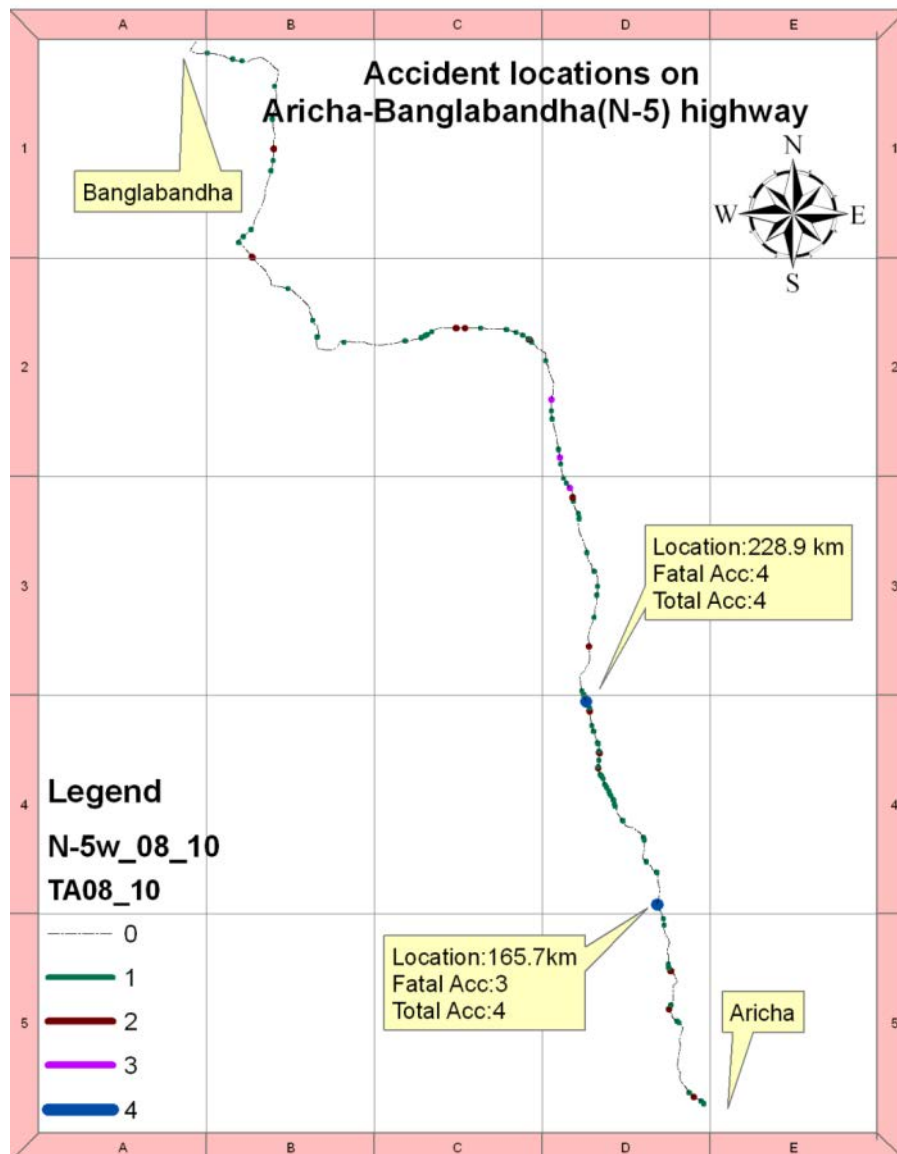 A B C D E
Accident locations on
Aricha-Banglabandha(N-5) highway
1 1
N
W E
S
Banglabandha
2 2
Location:228.9 km
Fatal Acc:4
Total Acc:4
3 3
Legend
N-5w_08_10
TA08_10
0
1
2
3
4
4 4
Location:165.7km
Fatal Acc:3
Total Acc:4
Aricha
5 5
A B C D E